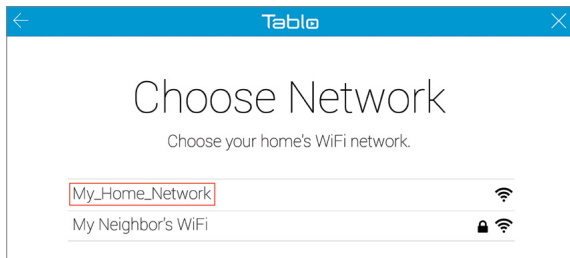 Tablo
Choose Network
Choose your home's WiFi network.
My_Home_Network
My Neighbor's WiFi